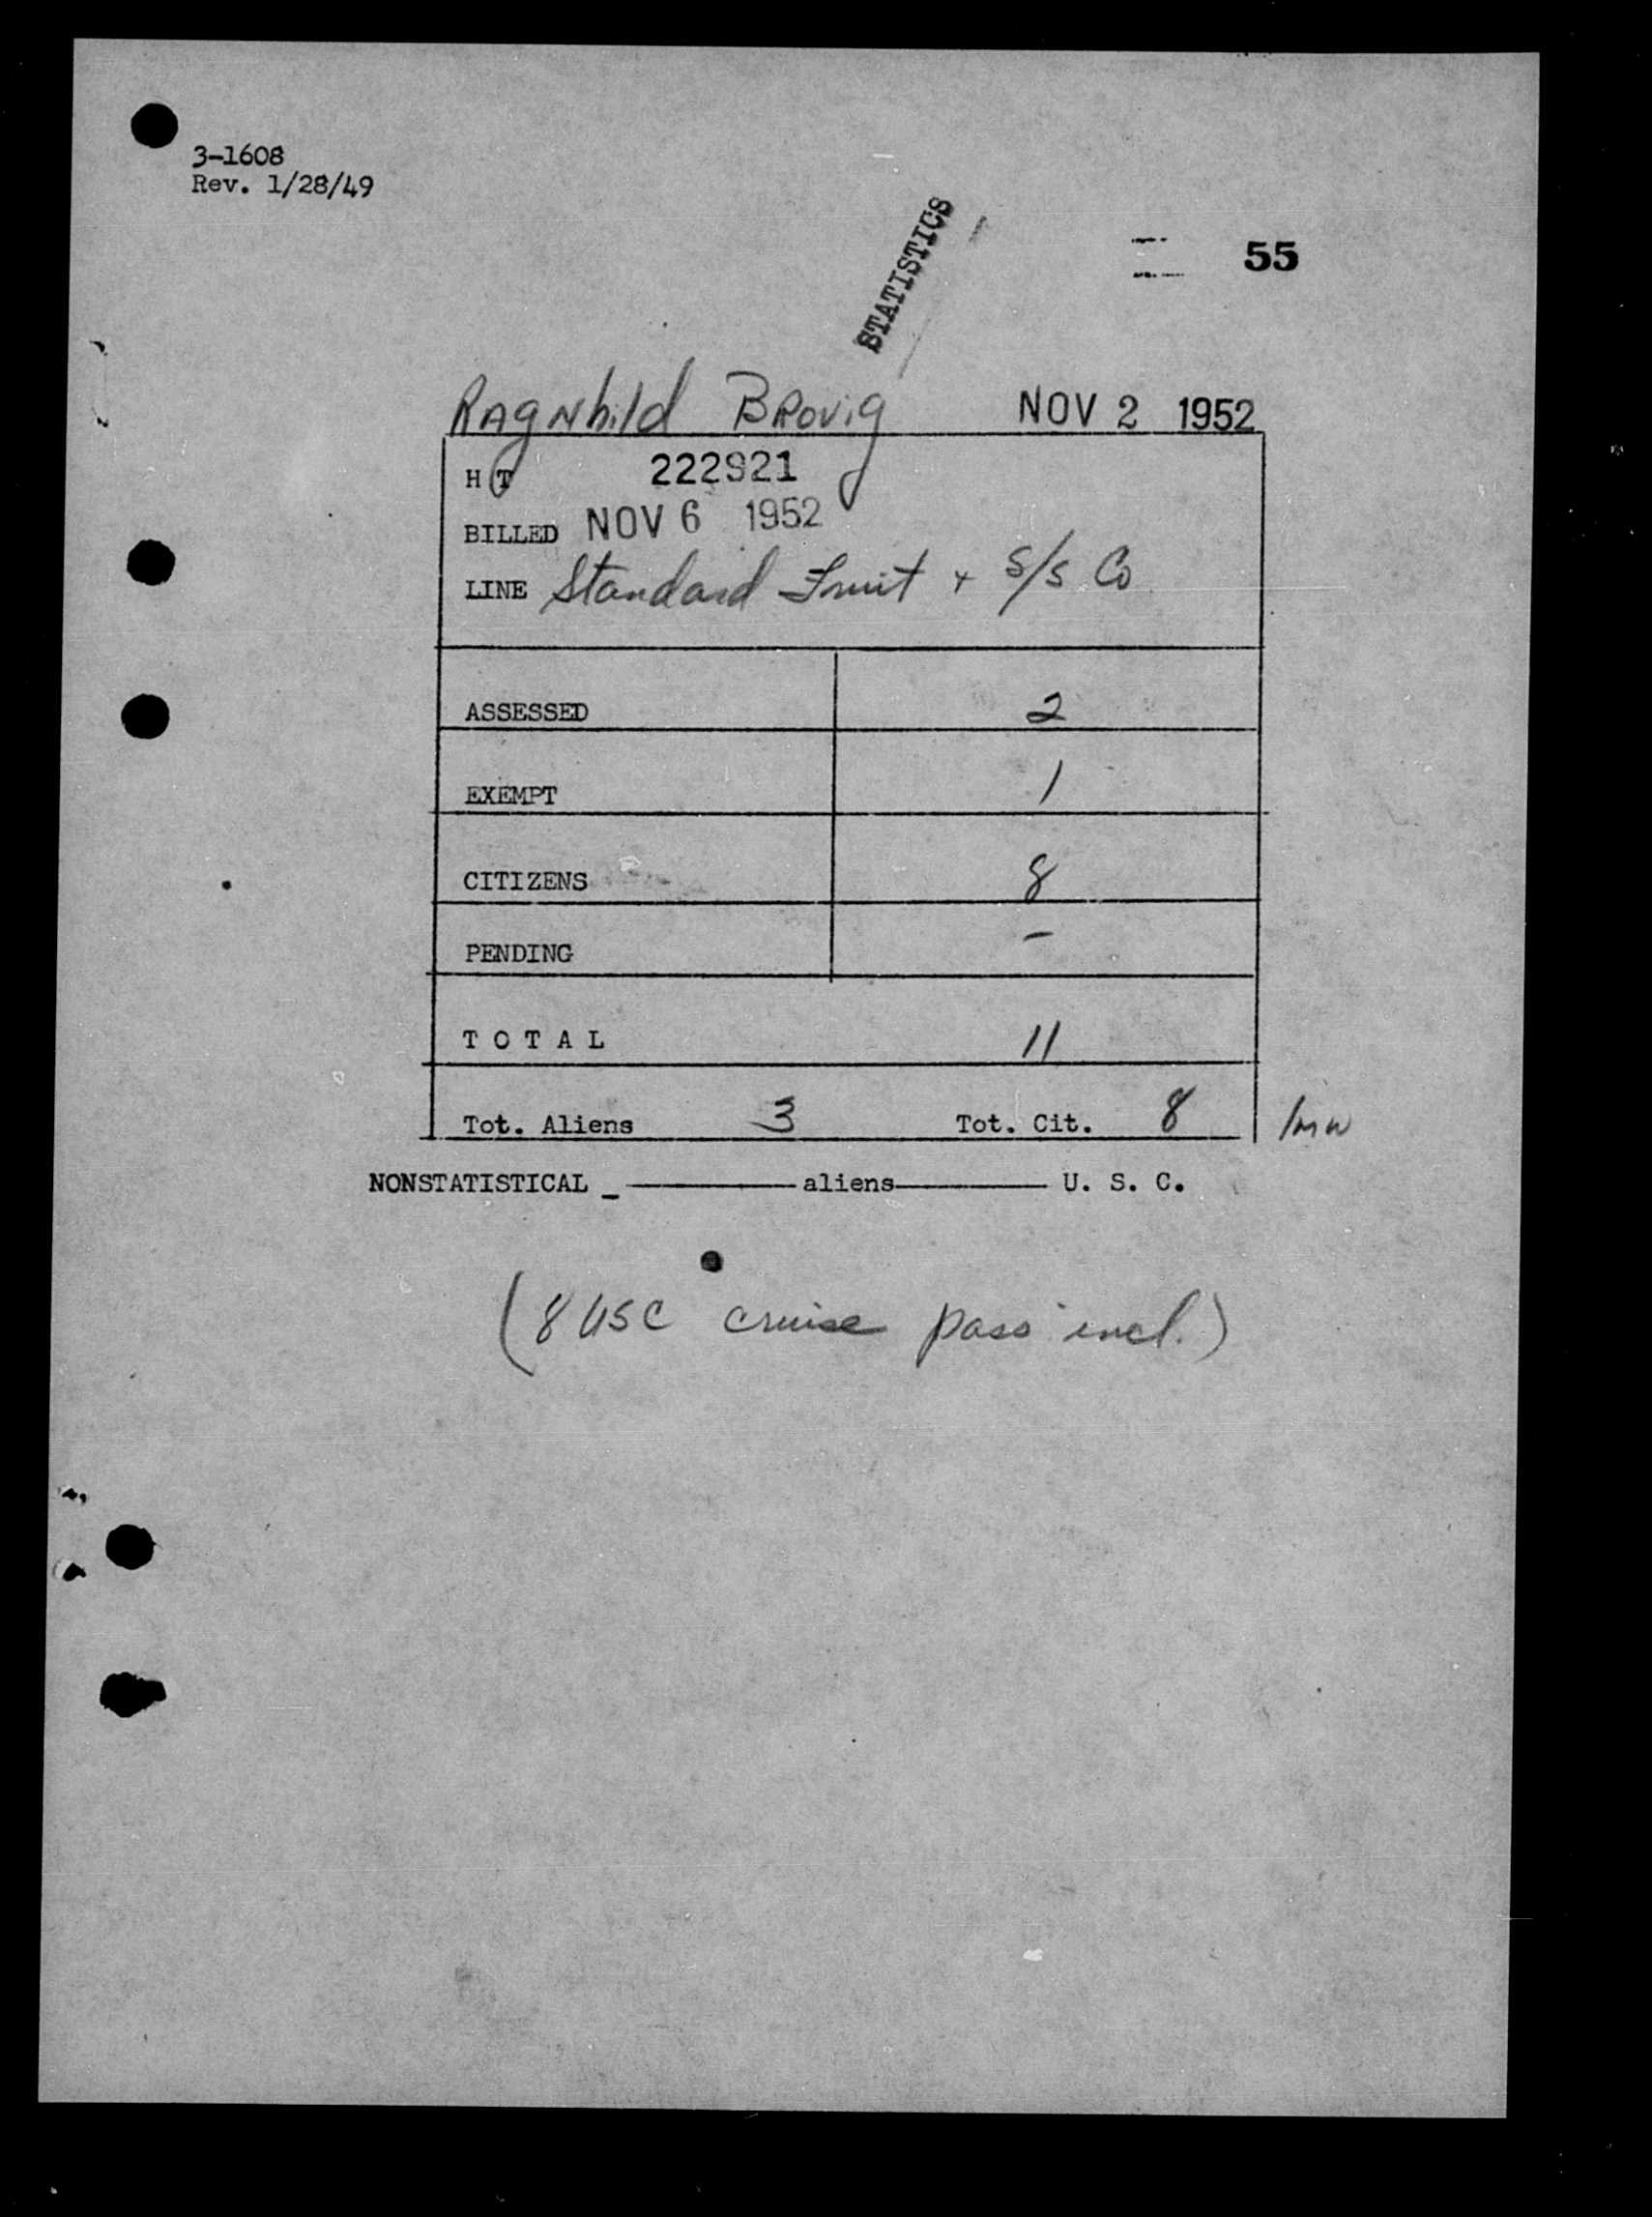 3-1608
Rev. 1/28/49
STATISTICS
55
Ragnhild Brovig NOV 2 1952
H T 222921
BILLED NOV 6 1952
LINE Standard Fruit + S/S Co
ASSESSED 2
EXEMPT 1
CITIZENS 8
PENDING -
TOTAL 11
Tot. Aliens 3 Tot. Cit. 8
NONSTATISTICAL _ ———— aliens ———— U. S. C.
(8 USC cruise pass incl.)